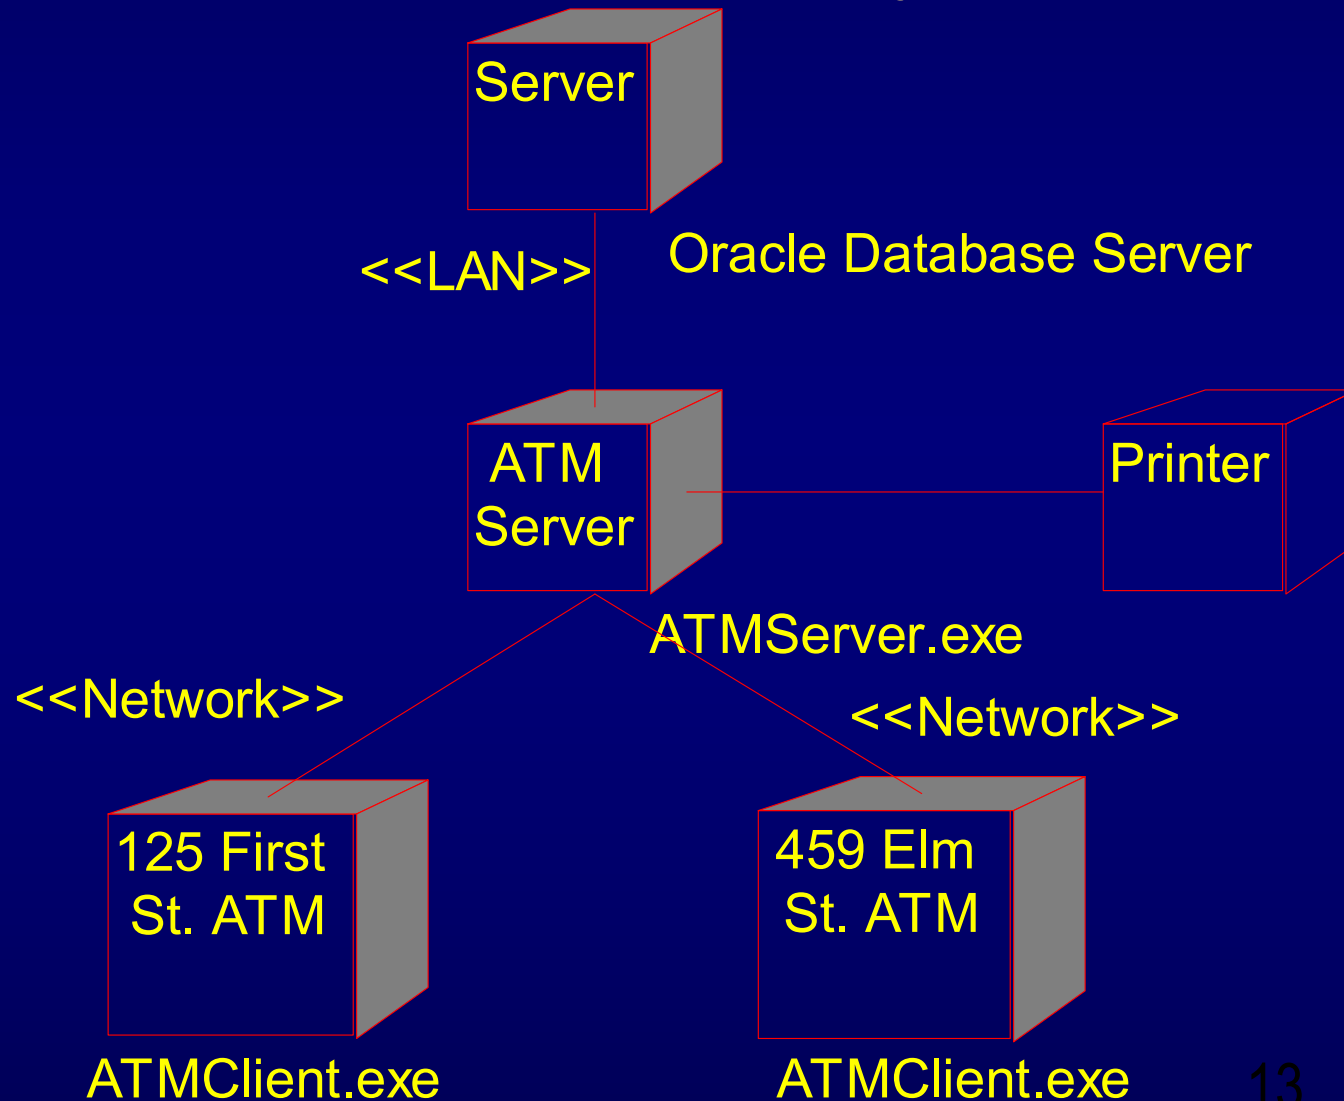 Server
<<LAN>>
Oracle Database Server
ATM
Server
Printer
ATMServer.exe
<<Network>>
<<Network>>
125 First
St. ATM
459 Elm
St. ATM
ATMClient.exe
ATMClient.exe
13